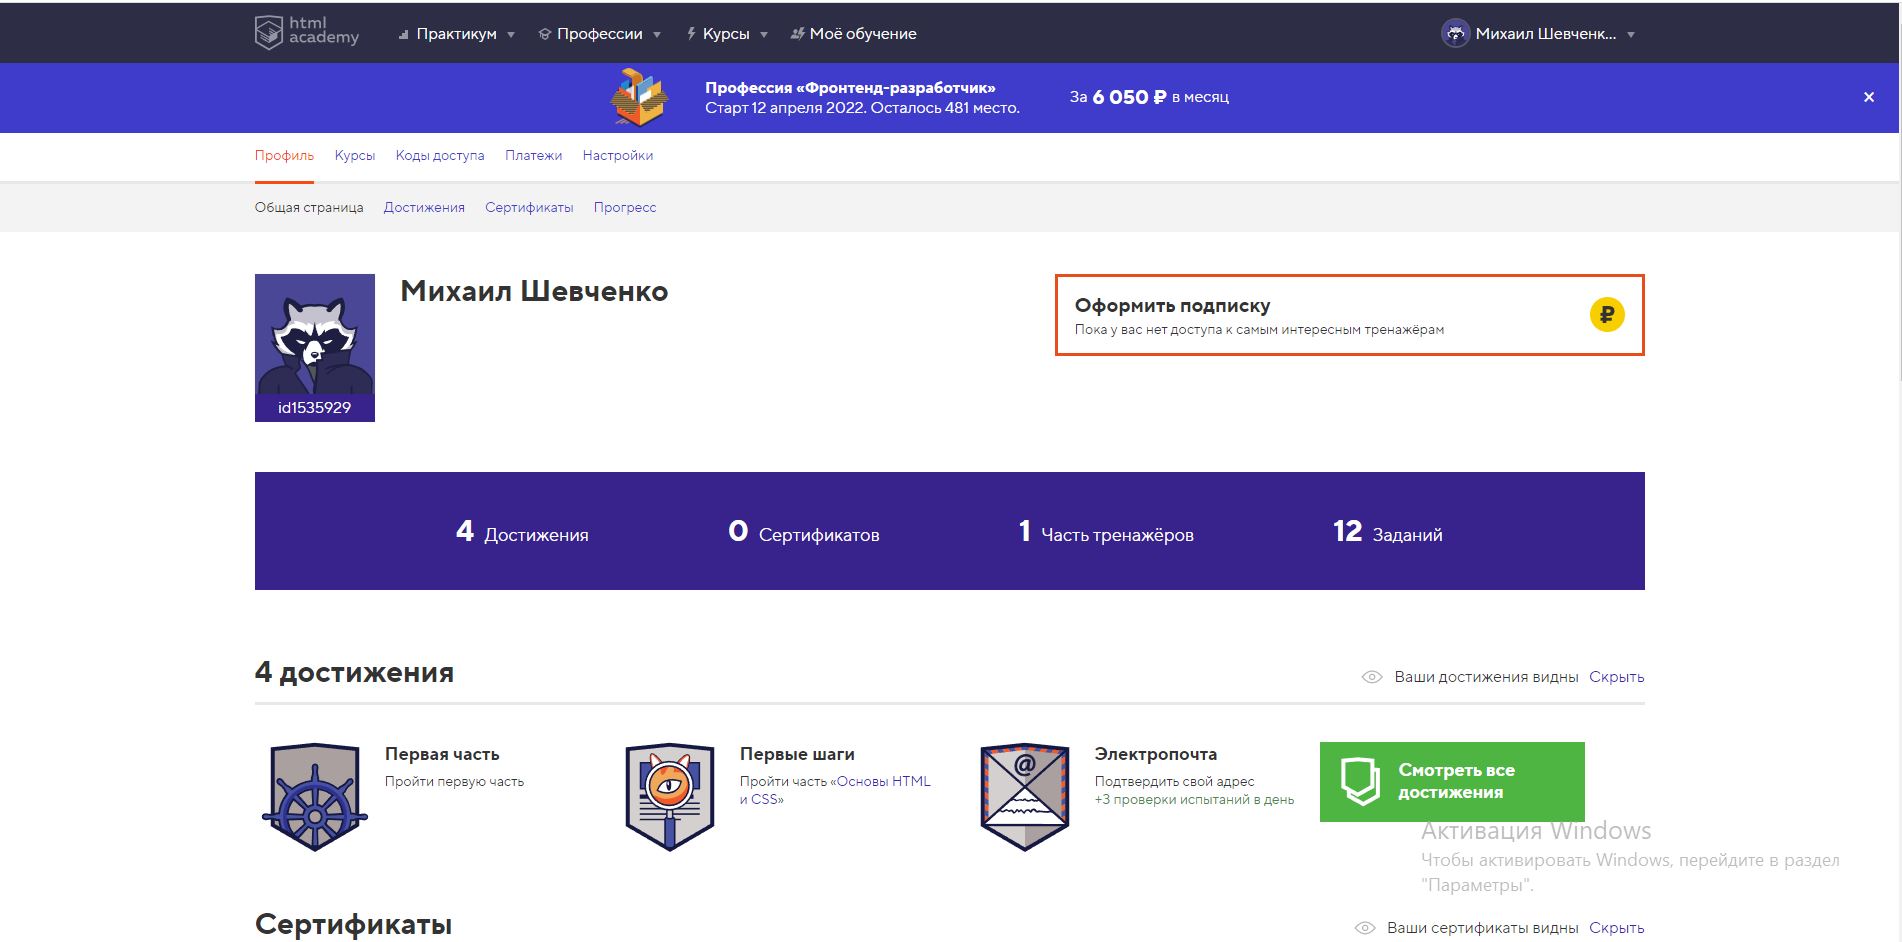 html
academy
Практикум
Профессии
Курсы
Моё обучение
Михаил Шевченк...
Профессия «Фронтенд-разработчик»
Старт 12 апреля 2022. Осталось 481 место.
За 6 050 ₽ в месяц
Профиль Курсы Коды доступа Платежи Настройки
Общая страница Достижения Сертификаты Прогресс
id1535929
Михаил Шевченко
Оформить подписку
Пока у вас нет доступа к самым интересным тренажёрам
₽
4 Достижения
0 Сертификатов
1 Часть тренажёров
12 Заданий
4 достижения
Ваши достижения видны Скрыть
Первая часть
Пройти первую часть
Первые шаги
Пройти часть «Основы HTML
и CSS»
@
Электропочта
Подтвердить свой адрес
+3 проверки испытаний в день
Смотреть все
достижения
Активация Windows
Чтобы активировать Windows, перейдите в раздел
"Параметры".
Сертификаты
Ваши сертификаты видны Скрыть